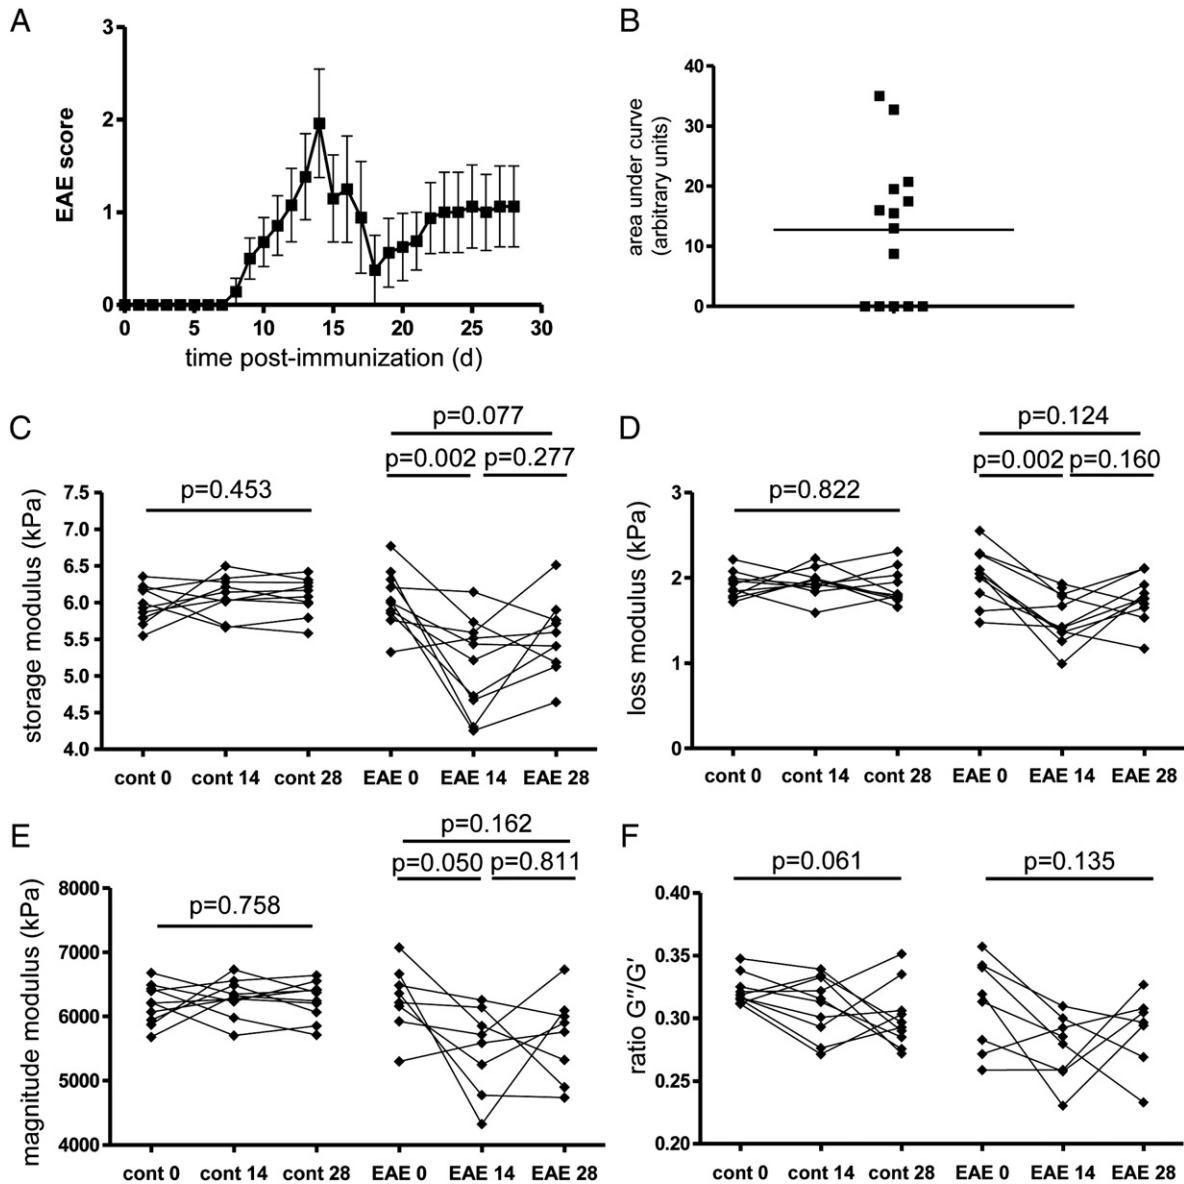 A
3
2
1
0
EAE score
0 5 10 15 20 25 30
time post-immunization (d)
B
40
30
20
10
0
area under curve
(arbitrary units)
C
p=0.077
p=0.002 p=0.277
p=0.453
7.5
7.0
6.5
6.0
5.5
5.0
4.5
4.0
storage modulus (kPa)
cont 0 cont 14 cont 28 EAE 0 EAE 14 EAE 28
D
p=0.124
p=0.002 p=0.160
p=0.822
3
2
1
0
loss modulus (kPa)
cont 0 cont 14 cont 28 EAE 0 EAE 14 EAE 28
E
p=0.162
p=0.050 p=0.811
p=0.758
8000
7000
6000
5000
4000
magnitude modulus (kPa)
cont 0 cont 14 cont 28 EAE 0 EAE 14 EAE 28
F
p=0.061 p=0.135
0.40
0.35
0.30
0.25
0.20
ratio G''/G'
cont 0 cont 14 cont 28 EAE 0 EAE 14 EAE 28